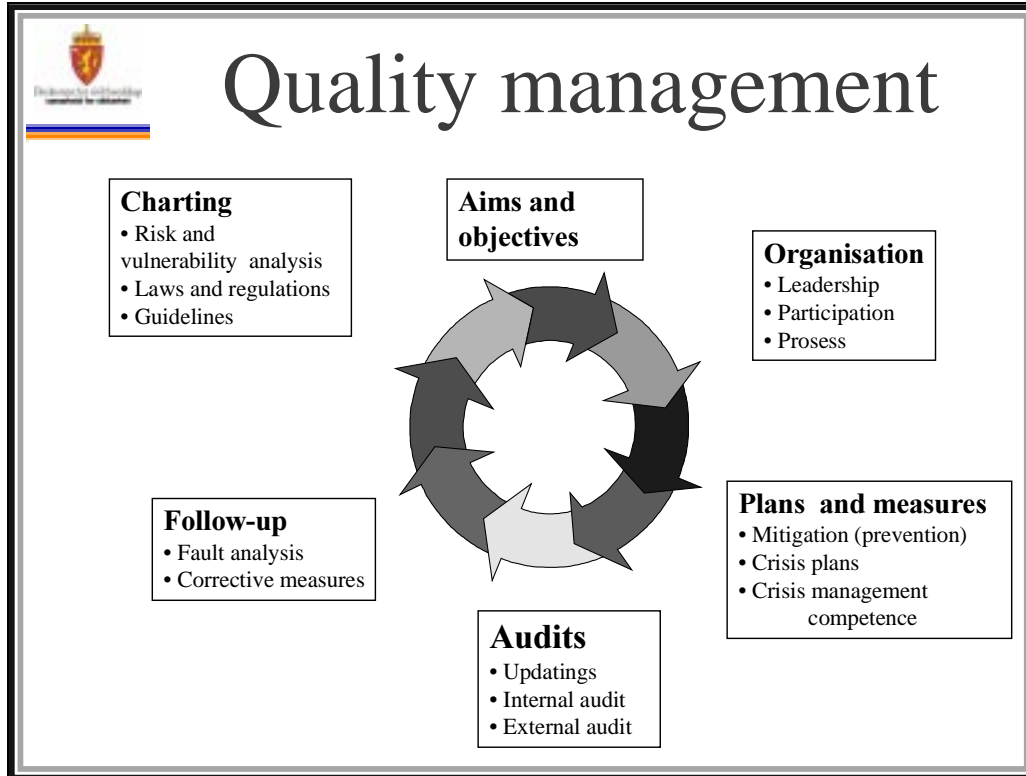 Quality management
Charting
• Risk and
vulnerability analysis
• Laws and regulations
• Guidelines
Aims and
objectives
Organisation
• Leadership
• Participation
• Prosess
Plans and measures
• Mitigation (prevention)
• Crisis plans
• Crisis management
competence
Audits
• Updatings
• Internal audit
• External audit
Follow-up
• Fault analysis
• Corrective measures